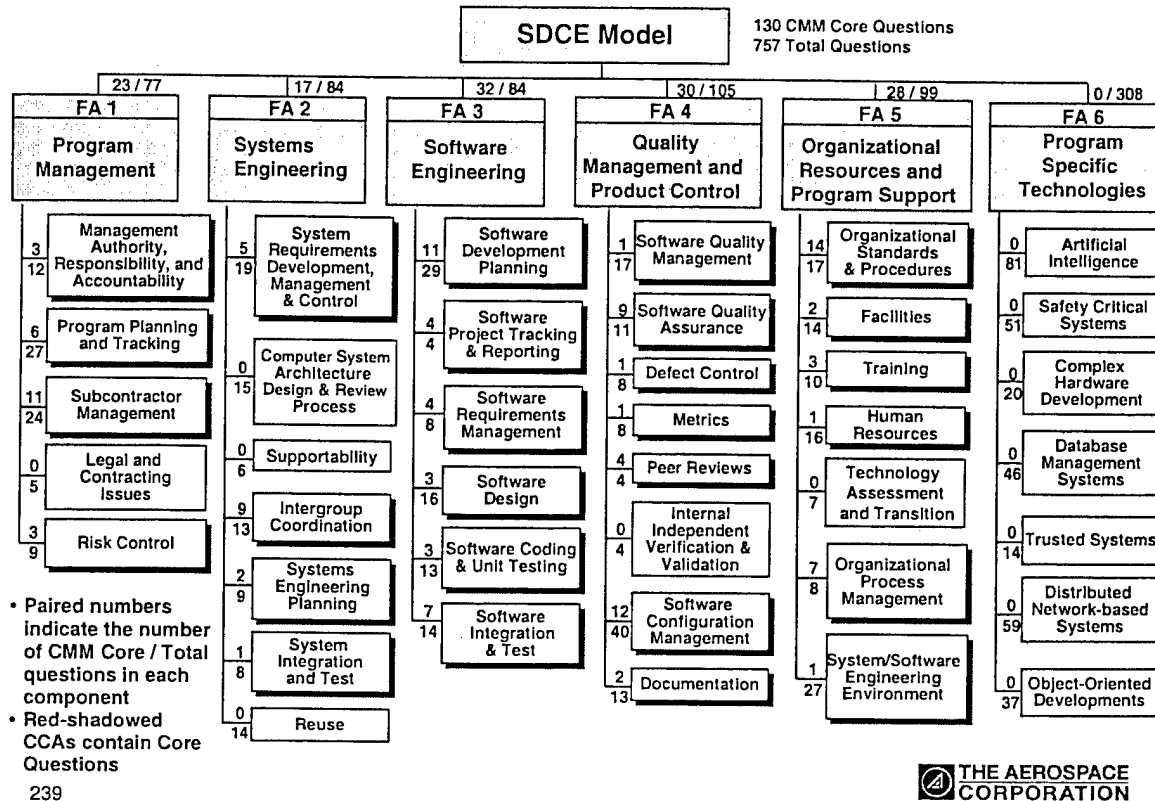 SDCE Model
130 CMM Core Questions
757 Total Questions
23 / 77
FA 1
Program
Management
3
12
Management
Authority,
Responsibility, and
Accountability
6
27
Program Planning
and Tracking
11
24
Subcontractor
Management
0
5
Legal and
Contracting
Issues
3
9
Risk Control
17 / 84
FA 2
Systems
Engineering
5
19
System
Requirements
Development,
Management
& Control
0
15
Computer System
Architecture
Design & Review
Process
0
6
Supportability
9
13
Intergroup
Coordination
2
9
Systems
Engineering
Planning
1
8
System
Integration
and Test
0
14
Reuse
32 / 84
FA 3
Software
Engineering
11
29
Software
Development
Planning
4
4
Software
Project Tracking
& Reporting
4
8
Software
Requirements
Management
3
16
Software
Design
3
13
Software Coding
& Unit Testing
7
14
Software
Integration
& Test
30 / 105
FA 4
Quality
Management and
Product Control
1
17
Software Quality
Management
9
11
Software Quality
Assurance
1
8
Defect Control
1
8
Metrics
4
4
Peer Reviews
0
4
Internal
Independent
Verification &
Validation
12
40
Software
Configuration
Management
2
13
Documentation
28 / 99
FA 5
Organizational
Resources and
Program Support
14
17
Organizational
Standards
& Procedures
2
14
Facilities
3
10
Training
1
16
Human
Resources
0
7
Technology
Assessment
and Transition
7
8
Organizational
Process
Management
1
27
System/Software
Engineering
Environment
0 / 308
FA 6
Program
Specific
Technologies
0
81
Artificial
Intelligence
0
51
Safety Critical
Systems
0
20
Complex
Hardware
Development
0
46
Database
Management
Systems
0
14
Trusted Systems
0
59
Distributed
Network-based
Systems
0
37
Object-Oriented
Developments
• Paired numbers
indicate the number
of CMM Core / Total
questions in each
component
• Red-shadowed
CCAs contain Core
Questions
239
THE AEROSPACE
CORPORATION